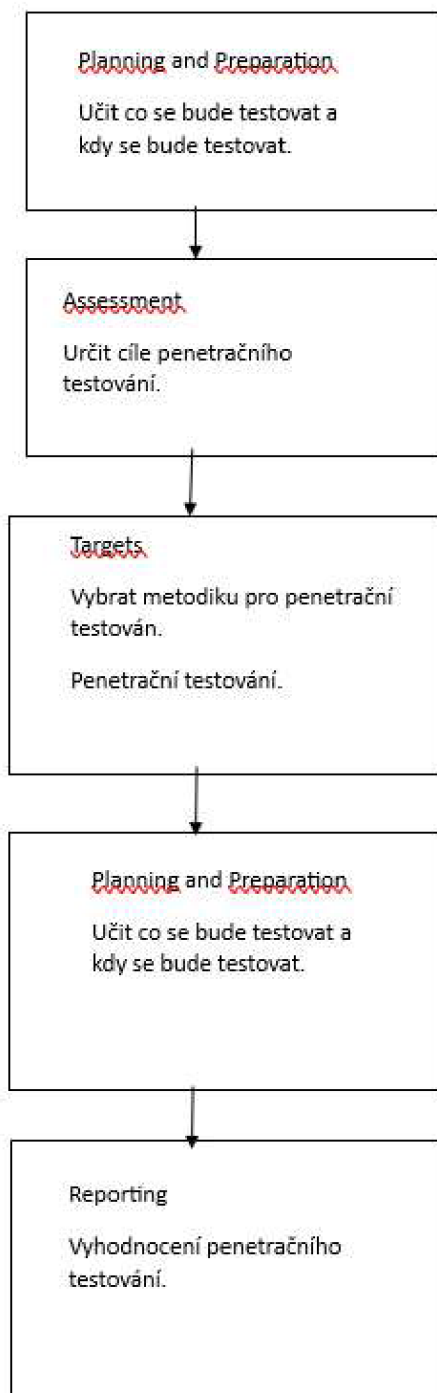 Planning and Preparation
Učit co se bude testovat a
kdy se bude testovat.
Assessment
Určit cíle penetračního
testování.
Targets
Vybrat metodiku pro penetrační
testován.
Penetrační testování.
Planning and Preparation
Učit co se bude testovat a
kdy se bude testovat.
Reporting
Vyhodnocení penetračního
testování.